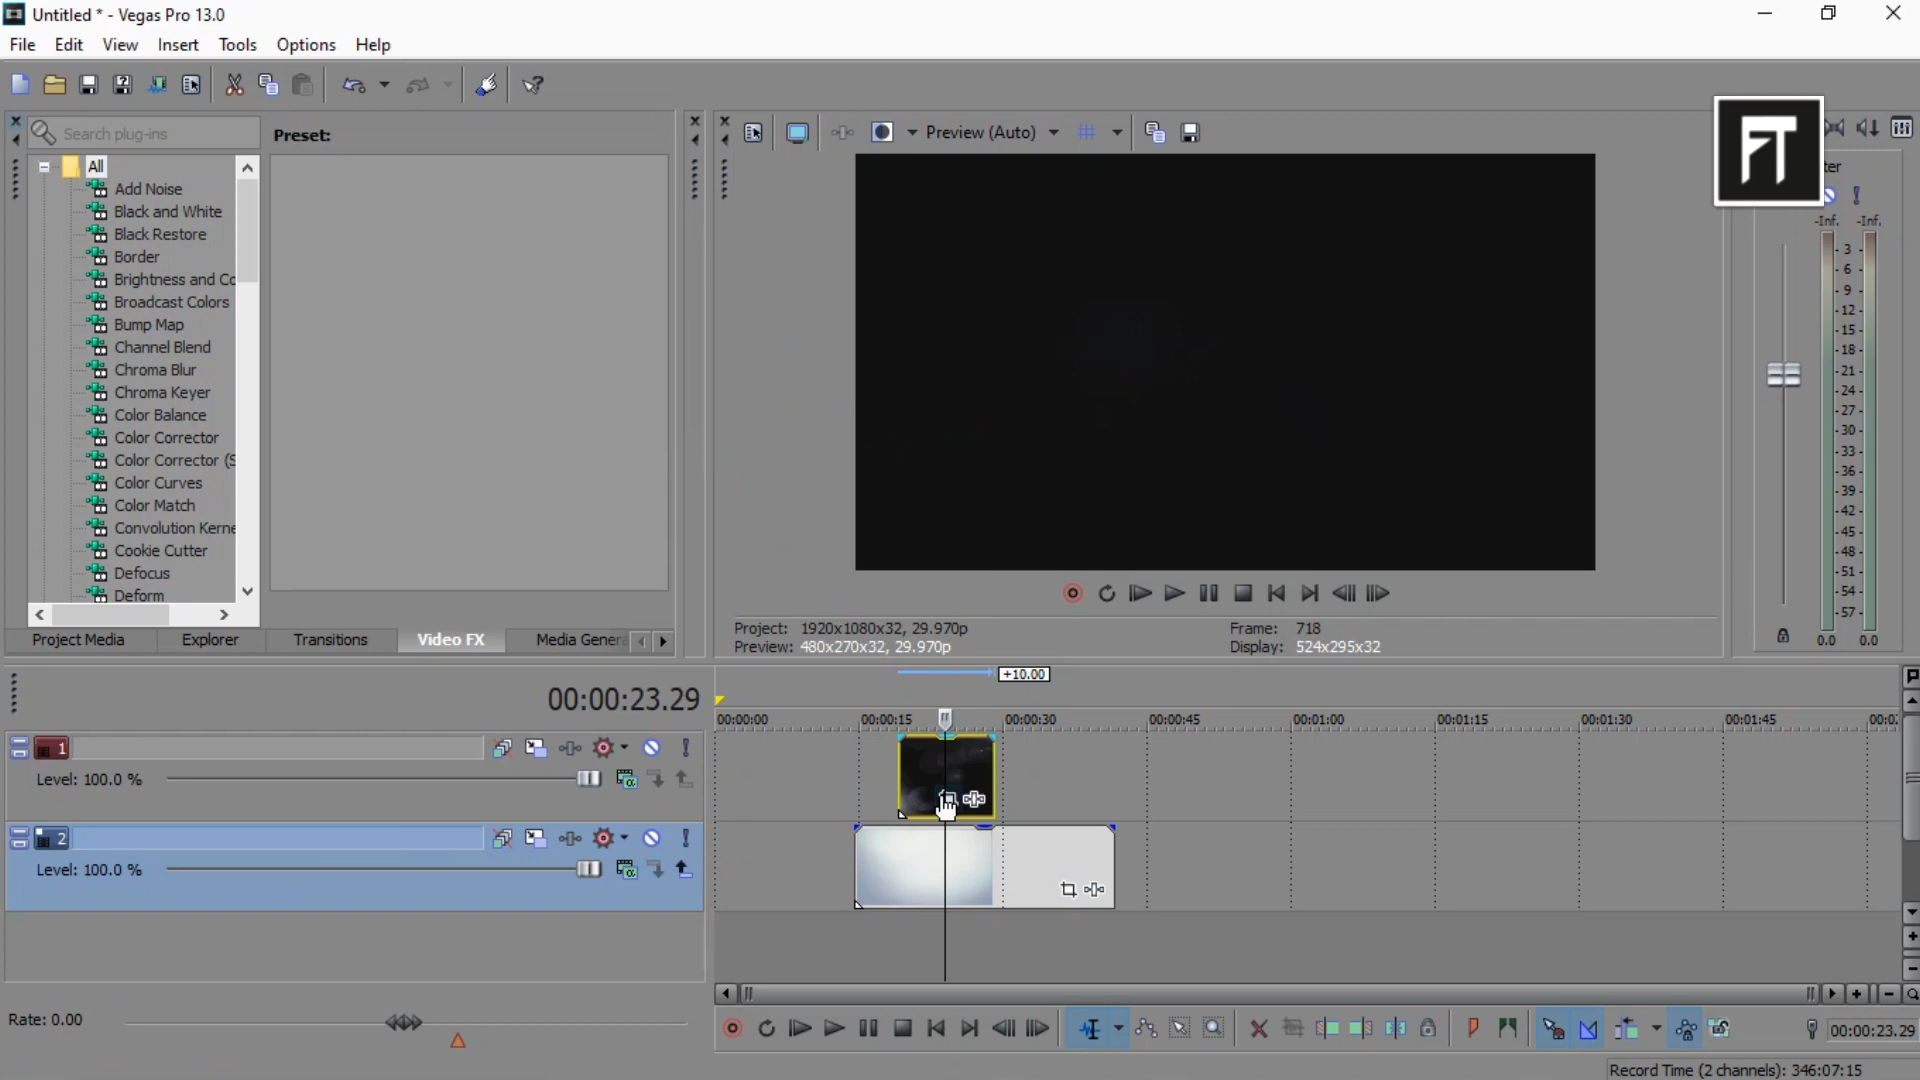 Untitled * - Vegas Pro 13.0
File Edit View Insert Tools Options Help
Search plug-ins
Preset:
Preview (Auto)
FT
All
Add Noise
Black and White
Black Restore
Border
Brightness and Co
Broadcast Colors
Bump Map
Channel Blend
Chroma Blur
Chroma Keyer
Color Balance
Color Corrector
Color Corrector (S
Color Curves
Color Match
Convolution Kerne
Cookie Cutter
Defocus
Deform
ter
-Inf. -Inf.
3
6
9
12
15
18
21
24
27
30
33
36
39
42
45
48
51
54
57
0.0 0.0
Project Media Explorer Transitions Video FX Media Genera
Project: 1920x1080x32, 29.970p
Preview: 480x270x32, 29.970p
Frame: 718
Display: 524x295x32
+10.00
00:00:23.29
00:00:00 00:00:15 00:00:30 00:00:45 00:01:00 00:01:15 00:01:30 00:01:45 00:0
1
Level: 100.0 %
2
Level: 100.0 %
Rate: 0.00
00:00:23.29
Record Time (2 channels): 346:07:15